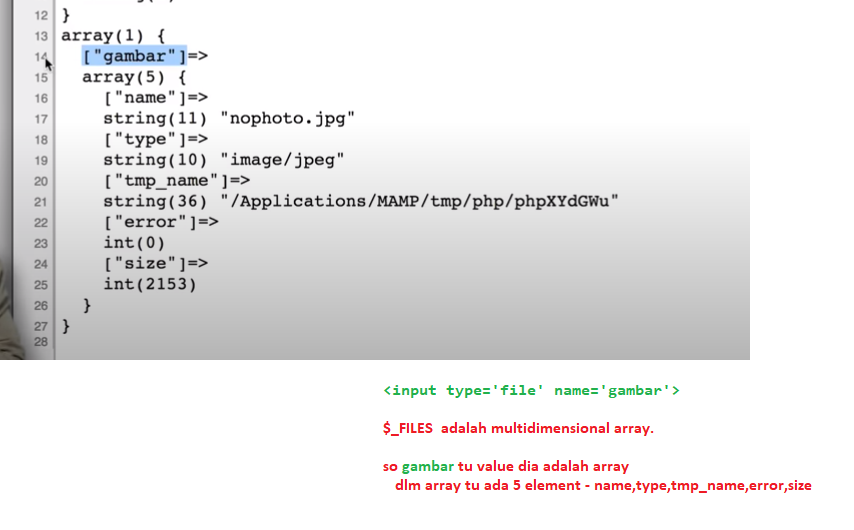 12 }
13 array(1) {
14 ["gambar"]=>
15 array(5) {
16 ["name"]=>
17 string(11) "nophoto.jpg"
18 ["type"]=>
19 string(10) "image/jpeg"
20 ["tmp_name"]=>
21 string(36) "/Applications/MAMP/tmp/php/phpXYdGWu"
22 ["error"]=>
23 int(0)
24 ["size"]=>
25 int(2153)
26 }
27 }
28
<input type='file' name='gambar'>
$_FILES adalah multidimensional array.
so gambar tu value dia adalah array
dlm array tu ada 5 element - name,type,tmp_name,error,size